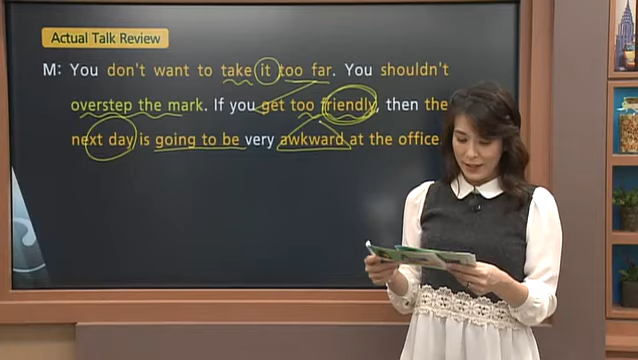 Actual Talk Review
M: You don't want to take it too far. You shouldn't
overstep the mark. If you get too friendly, then the
next day is going to be very awkward at the office.